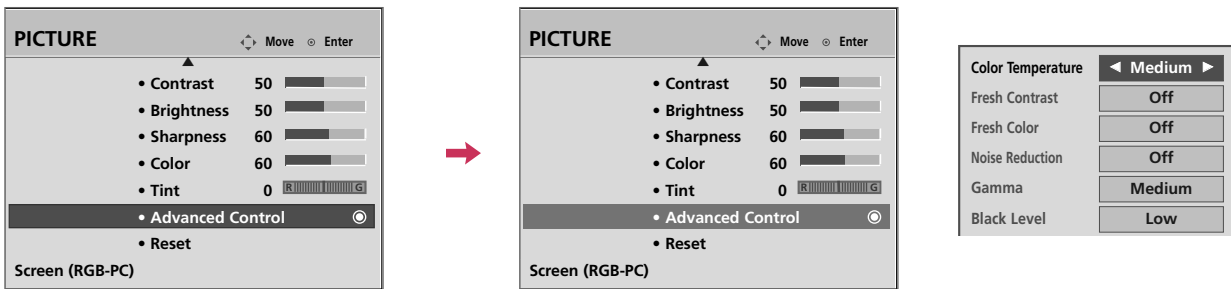 PICTURE Move Enter
• Contrast 50
• Brightness 50
• Sharpness 60
• Color 60
• Tint 0 R G
• Advanced Control
• Reset
Screen (RGB-PC)
PICTURE Move Enter
• Contrast 50
• Brightness 50
• Sharpness 60
• Color 60
• Tint 0 R G
• Advanced Control
• Reset
Screen (RGB-PC)
Color Temperature ◀ Medium ▶
Fresh Contrast Off
Fresh Color Off
Noise Reduction Off
Gamma Medium
Black Level Low